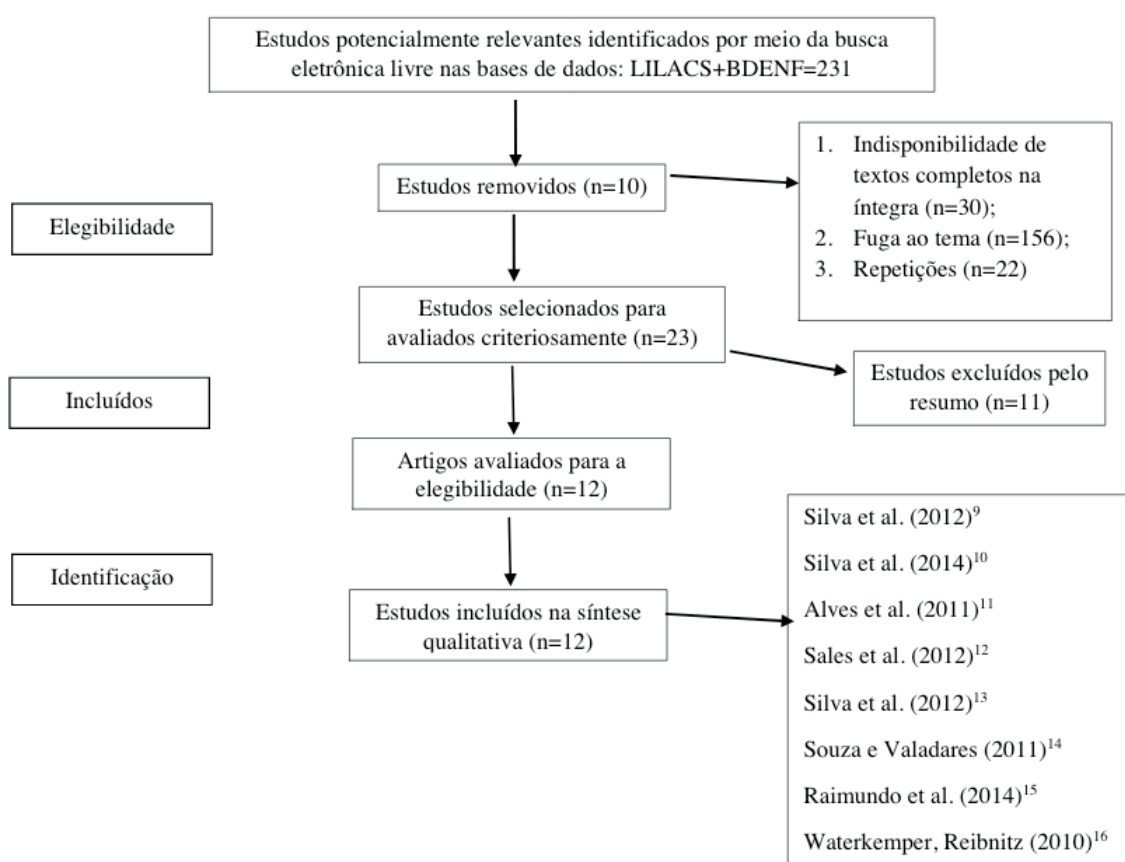 Estudos potencialmente relevantes identificados por meio da busca
eletrônica livre nas bases de dados: LILACS+BDENF=231
Estudos removidos (n=10)
1. Indisponibilidade de
textos completos na
íntegra (n=30);
2. Fuga ao tema (n=156);
3. Repetições (n=22)
Elegibilidade
Estudos selecionados para
avaliados criteriosamente (n=23)
Estudos excluídos pelo
resumo (n=11)
Incluídos
Artigos avaliados para a
elegibilidade (n=12)
Identificação
Estudos incluídos na síntese
qualitativa (n=12)
Silva et al. (2012)⁹
Silva et al. (2014)¹⁰
Alves et al. (2011)¹¹
Sales et al. (2012)¹²
Silva et al. (2012)¹³
Souza e Valadares (2011)¹⁴
Raimundo et al. (2014)¹⁵
Waterkemper, Reibnitz (2010)¹⁶